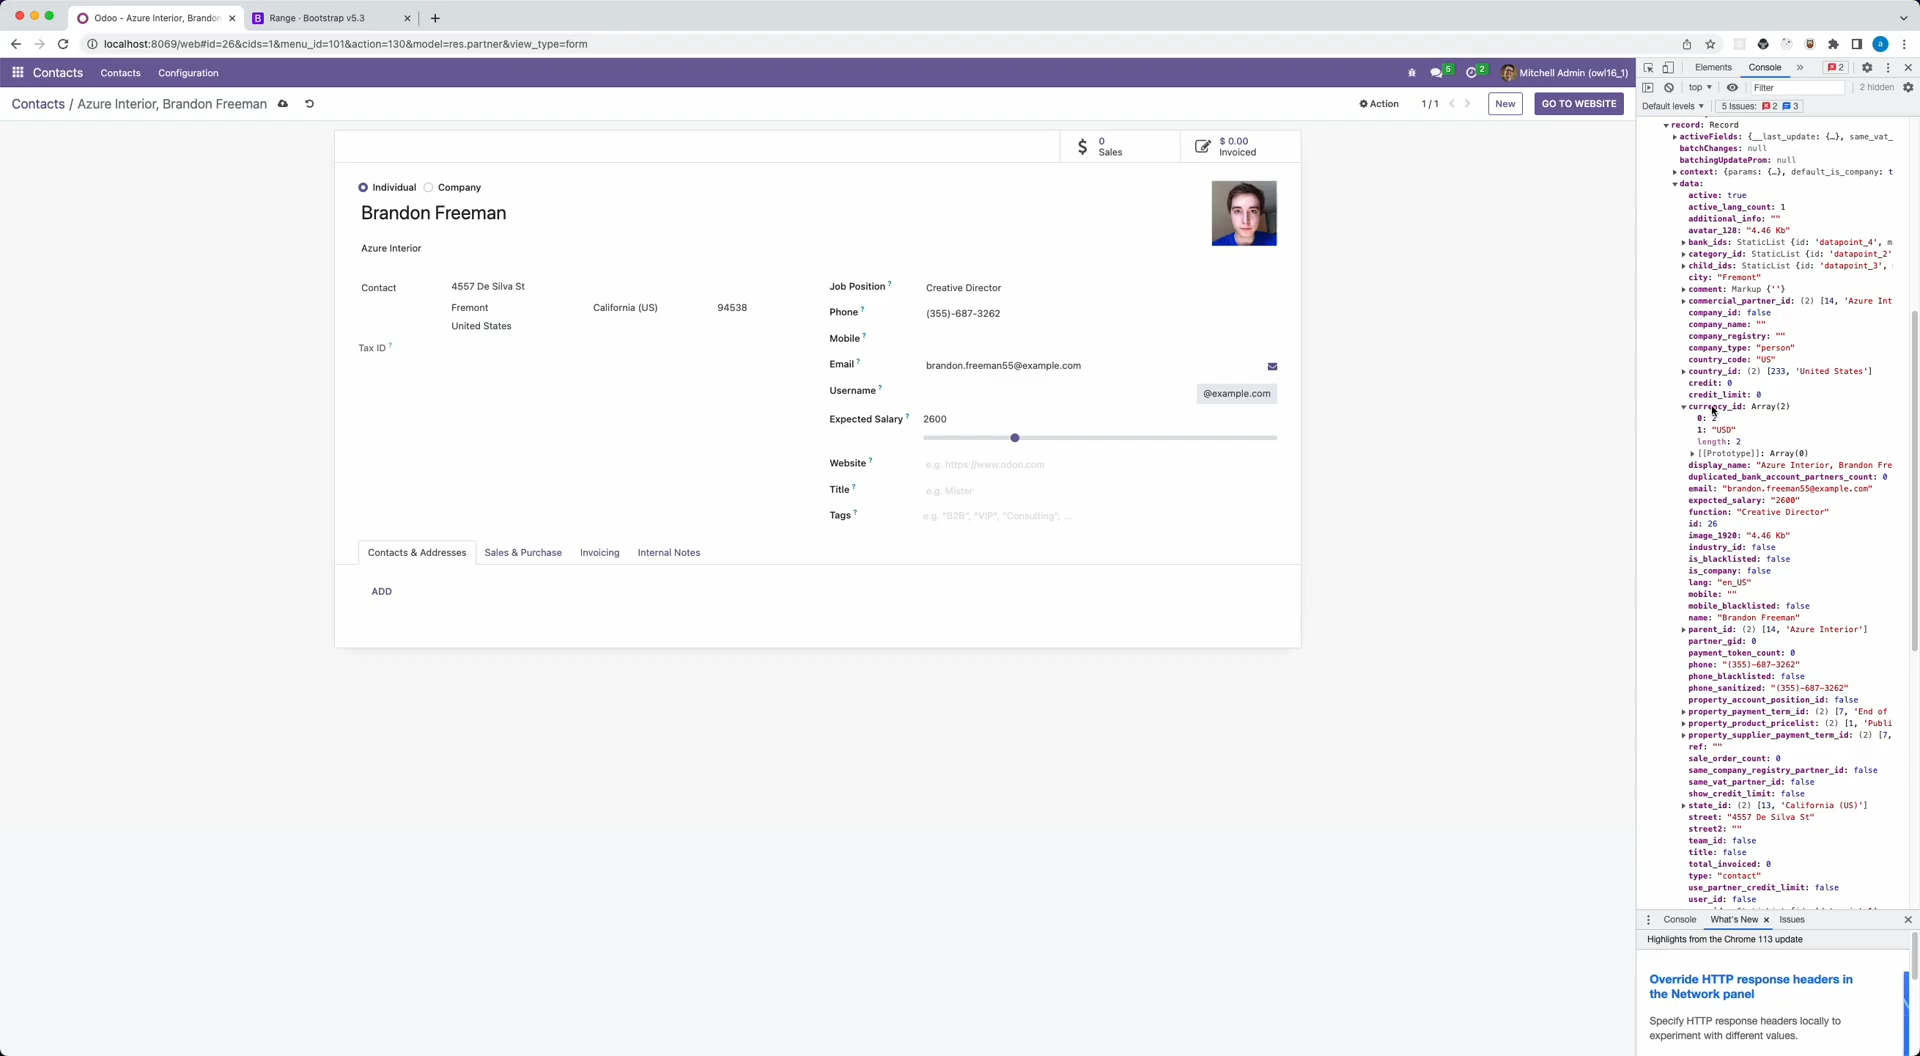 Odoo - Azure Interior, Brandon
Range · Bootstrap v5.3
localhost:8069/web#id=26&cids=1&menu_id=101&action=130&model=res.partner&view_type=form
a
Contacts
Contacts
Configuration
5
2
Mitchell Admin (owl16_1)
Contacts / Azure Interior, Brandon Freeman
Action
1 / 1
New
GO TO WEBSITE
0
Sales
$ 0.00
Invoiced
Individual
Company
Brandon Freeman
Azure Interior
Contact
4557 De Silva St
Fremont
California (US)
94538
United States
Tax ID ?
Job Position ?
Creative Director
Phone ?
(355)-687-3262
Mobile ?
Email ?
brandon.freeman55@example.com
Username ?
@example.com
Expected Salary ?
2600
Website ?
e.g. https://www.odoo.com
Title ?
e.g. Mister
Tags ?
e.g. "B2B", "VIP", "Consulting", ...
Contacts & Addresses
Sales & Purchase
Invoicing
Internal Notes
ADD
Elements
Console
»
2
top
Filter
2 hidden
Default levels
5 Issues: 2 3
record: Record
activeFields: {__last_update: {…}, same_vat_
batchChanges: null
batchingUpdateProm: null
context: {params: {…}, default_is_company: t
data:
active: true
active_lang_count: 1
additional_info: ""
avatar_128: "4.46 Kb"
bank_ids: StaticList {id: 'datapoint_4', m
category_id: StaticList {id: 'datapoint_2'
child_ids: StaticList {id: 'datapoint_3',
city: "Fremont"
comment: Markup {''}
commercial_partner_id: (2) [14, 'Azure Int
company_id: false
company_name: ""
company_registry: ""
company_type: "person"
country_code: "US"
country_id: (2) [233, 'United States']
credit: 0
credit_limit: 0
currency_id: Array(2)
0: 2
1: "USD"
length: 2
[[Prototype]]: Array(0)
display_name: "Azure Interior, Brandon Fre
duplicated_bank_account_partners_count: 0
email: "brandon.freeman55@example.com"
expected_salary: "2600"
function: "Creative Director"
id: 26
image_1920: "4.46 Kb"
industry_id: false
is_blacklisted: false
is_company: false
lang: "en_US"
mobile: ""
mobile_blacklisted: false
name: "Brandon Freeman"
parent_id: (2) [14, 'Azure Interior']
partner_gid: 0
payment_token_count: 0
phone: "(355)-687-3262"
phone_blacklisted: false
phone_sanitized: "(355)-687-3262"
property_account_position_id: false
property_payment_term_id: (2) [7, 'End of
property_product_pricelist: (2) [1, 'Publi
property_supplier_payment_term_id: (2) [7,
ref: ""
sale_order_count: 0
same_company_registry_partner_id: false
same_vat_partner_id: false
show_credit_limit: false
state_id: (2) [13, 'California (US)']
street: "4557 De Silva St"
street2: ""
team_id: false
title: false
total_invoiced: 0
type: "contact"
use_partner_credit_limit: false
user_id: false
Console
What's New
Issues
Highlights from the Chrome 113 update
Override HTTP response headers in
the Network panel
Specify HTTP response headers locally to
experiment with different values.